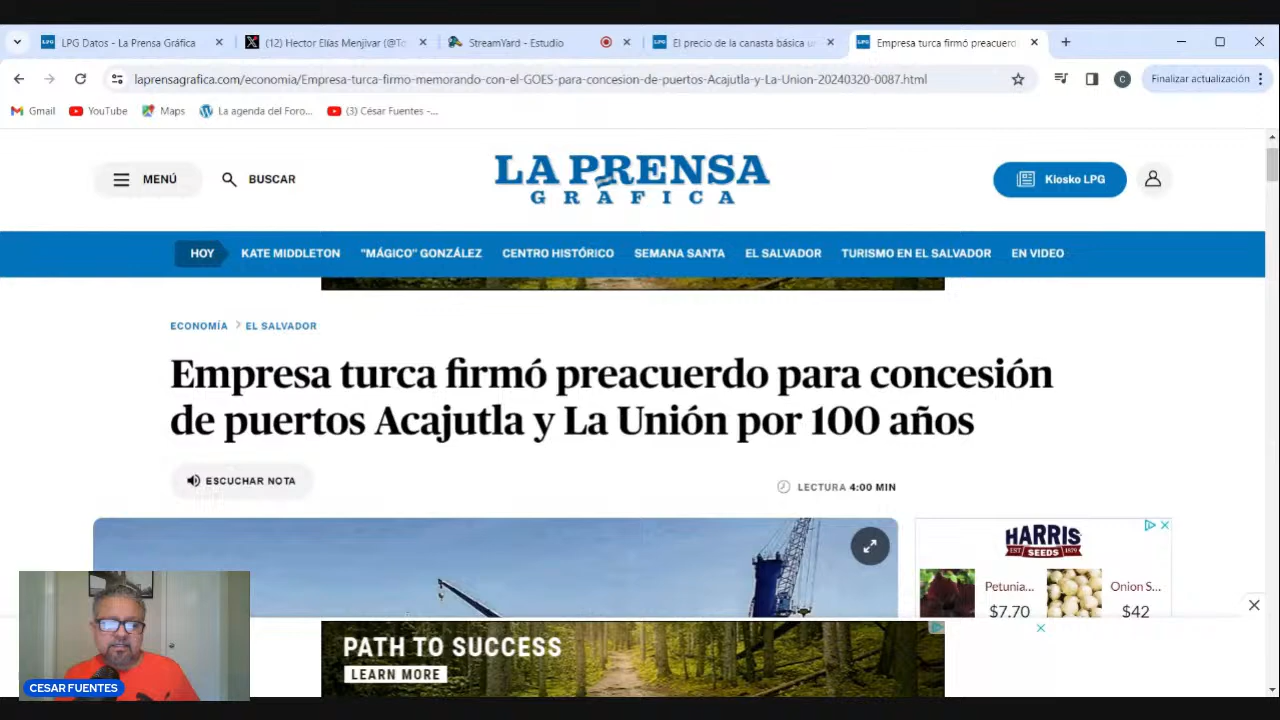 LPG Datos - La Prensa Gráfica
(12) Hector Elías Menjivar (@To
StreamYard - Estudio
El precio de la canasta básica u
Empresa turca firmó preacuerd
laprensagrafica.com/economia/Empresa-turca-firmo-memorando-con-el-GOES-para-concesion-de-puertos-Acajutla-y-La-Union-20240320-0087.html
C
Finalizar actualización
Gmail
YouTube
Maps
La agenda del Foro...
(3) César Fuentes -...
MENÚ
BUSCAR
LA PRENSA
GRÁFICA
Kiosko LPG
HOY
KATE MIDDLETON
"MÁGICO" GONZÁLEZ
CENTRO HISTÓRICO
SEMANA SANTA
EL SALVADOR
TURISMO EN EL SALVADOR
EN VIDEO
ECONOMÍA > EL SALVADOR
Empresa turca firmó preacuerdo para concesión
de puertos Acajutla y La Unión por 100 años
ESCUCHAR NOTA
LECTURA 4:00 MIN
HARRIS
EST SEEDS 1879
Petunia...
$7.70
Onion S...
$42
PATH TO SUCCESS
LEARN MORE
CESAR FUENTES